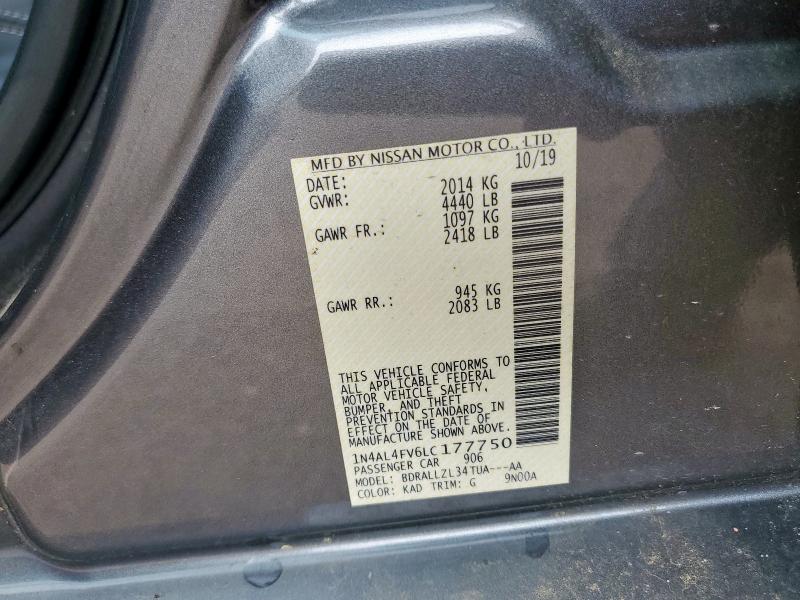 MFD BY NISSAN MOTOR CO., LTD.
DATE: 10/19
GVWR: 2014 KG
4440 LB
GAWR FR.: 1097 KG
2418 LB
GAWR RR.: 945 KG
2083 LB
THIS VEHICLE CONFORMS TO
ALL APPLICABLE FEDERAL
MOTOR VEHICLE SAFETY,
BUMPER, AND THEFT
PREVENTION STANDARDS IN
EFFECT ON THE DATE OF
MANUFACTURE SHOWN ABOVE.
1N4AL4FV6LC177750
PASSENGER CAR 906
MODEL: BDRALLZL34TUA---AA
COLOR: KAD TRIM: G 9N00A